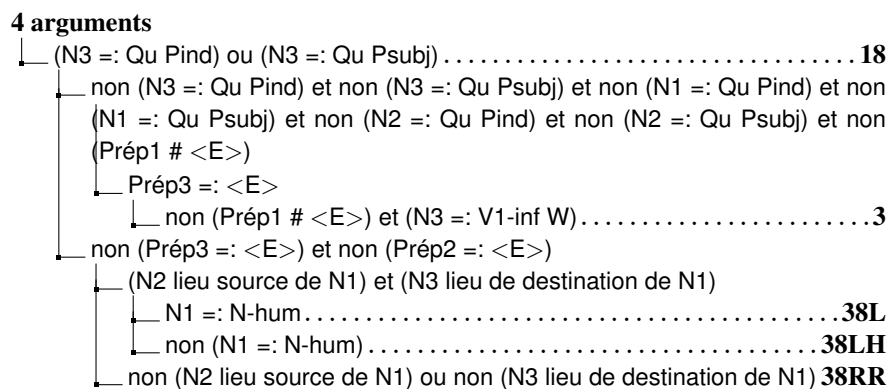 4 arguments
(N3 =: Qu Pind) ou (N3 =: Qu Psubj) . . . . . . . . . . . . . . . . . . . . . . . . . . . . . . . . . . 18
non (N3 =: Qu Pind) et non (N3 =: Qu Psubj) et non (N1 =: Qu Pind) et non
(N1 =: Qu Psubj) et non (N2 =: Qu Pind) et non (N2 =: Qu Psubj) et non
(Prép1 # <E>)
Prép3 =: <E>
non (Prép1 # <E>) et (N3 =: V1-inf W) . . . . . . . . . . . . . . . . . . . . . . . . 3
non (Prép3 =: <E>) et non (Prép2 =: <E>)
(N2 lieu source de N1) et (N3 lieu de destination de N1)
N1 =: N-hum . . . . . . . . . . . . . . . . . . . . . . . . . . . . . . . . . . . . . . . . . . . 38L
non (N1 =: N-hum) . . . . . . . . . . . . . . . . . . . . . . . . . . . . . . . . . . . . 38LH
non (N2 lieu source de N1) ou non (N3 lieu de destination de N1) 38RR